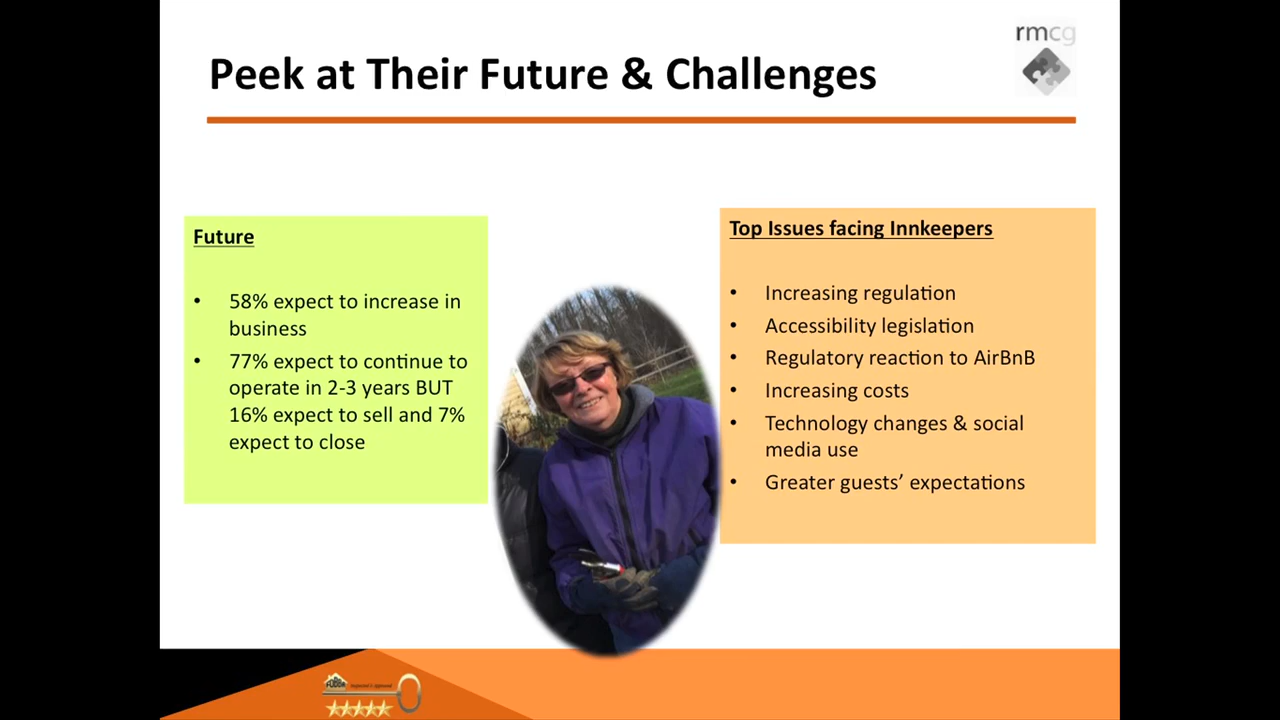 rmcg
Peek at Their Future & Challenges
Future
• 58% expect to increase in
business
• 77% expect to continue to
operate in 2-3 years BUT
16% expect to sell and 7%
expect to close
Top Issues facing Innkeepers
• Increasing regulation
• Accessibility legislation
• Regulatory reaction to AirBnB
• Increasing costs
• Technology changes & social
media use
• Greater guests’ expectations